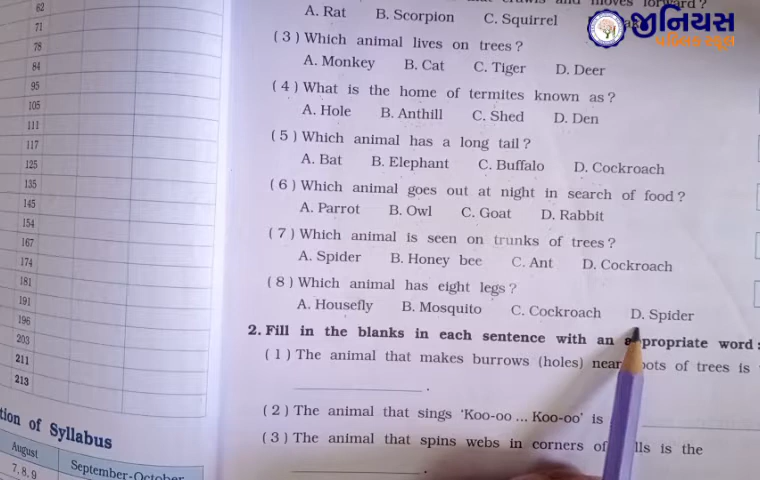 62
71
78
84
95
105
111
117
125
135
145
154
167
174
181
191
196
203
211
213
tion of Syllabus
August
September-October
7, 8, 9
crawls and moves forward?
A. Rat B. Scorpion C. Squirrel
( 3 ) Which animal lives on trees ?
A. Monkey B. Cat C. Tiger D. Deer
( 4 ) What is the home of termites known as ?
A. Hole B. Anthill C. Shed D. Den
( 5 ) Which animal has a long tail ?
A. Bat B. Elephant C. Buffalo D. Cockroach
( 6 ) Which animal goes out at night in search of food ?
A. Parrot B. Owl C. Goat D. Rabbit
( 7 ) Which animal is seen on trunks of trees ?
A. Spider B. Honey bee C. Ant D. Cockroach
( 8 ) Which animal has eight legs ?
A. Housefly B. Mosquito C. Cockroach D. Spider
2. Fill in the blanks in each sentence with an appropriate word :
( 1 ) The animal that makes burrows (holes) near of trees is
.
( 2 ) The animal that sings ‘Koo-oo ... Koo-oo’ is
( 3 ) The animal that spins webs in corners of is the
.
જીનિયસ
પબ્લિક સ્કૂલ